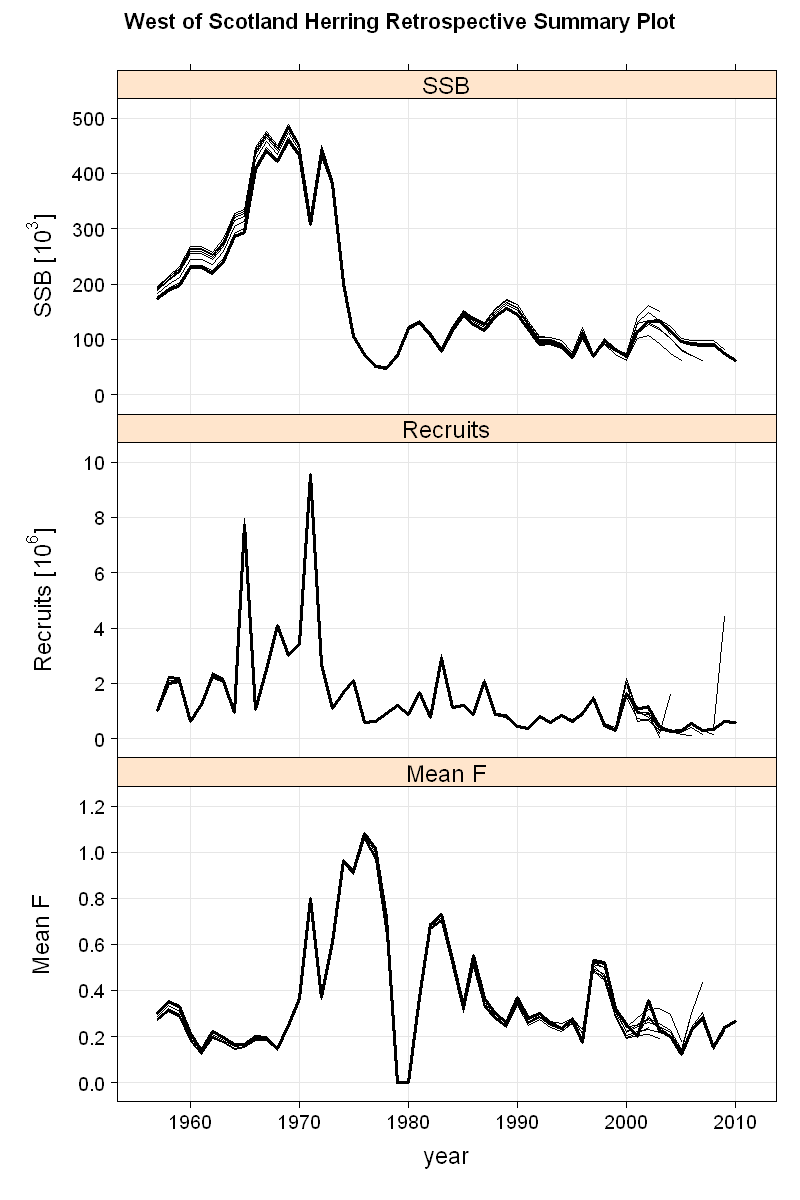 West of Scotland Herring Retrospective Summary Plot
SSB
500
400
300
200
100
0
SSB [10³]
Recruits
10
8
6
4
2
0
Recruits [10⁶]
Mean F
1.2
1.0
0.8
0.6
0.4
0.2
0.0
Mean F
1960 1970 1980 1990 2000 2010
year